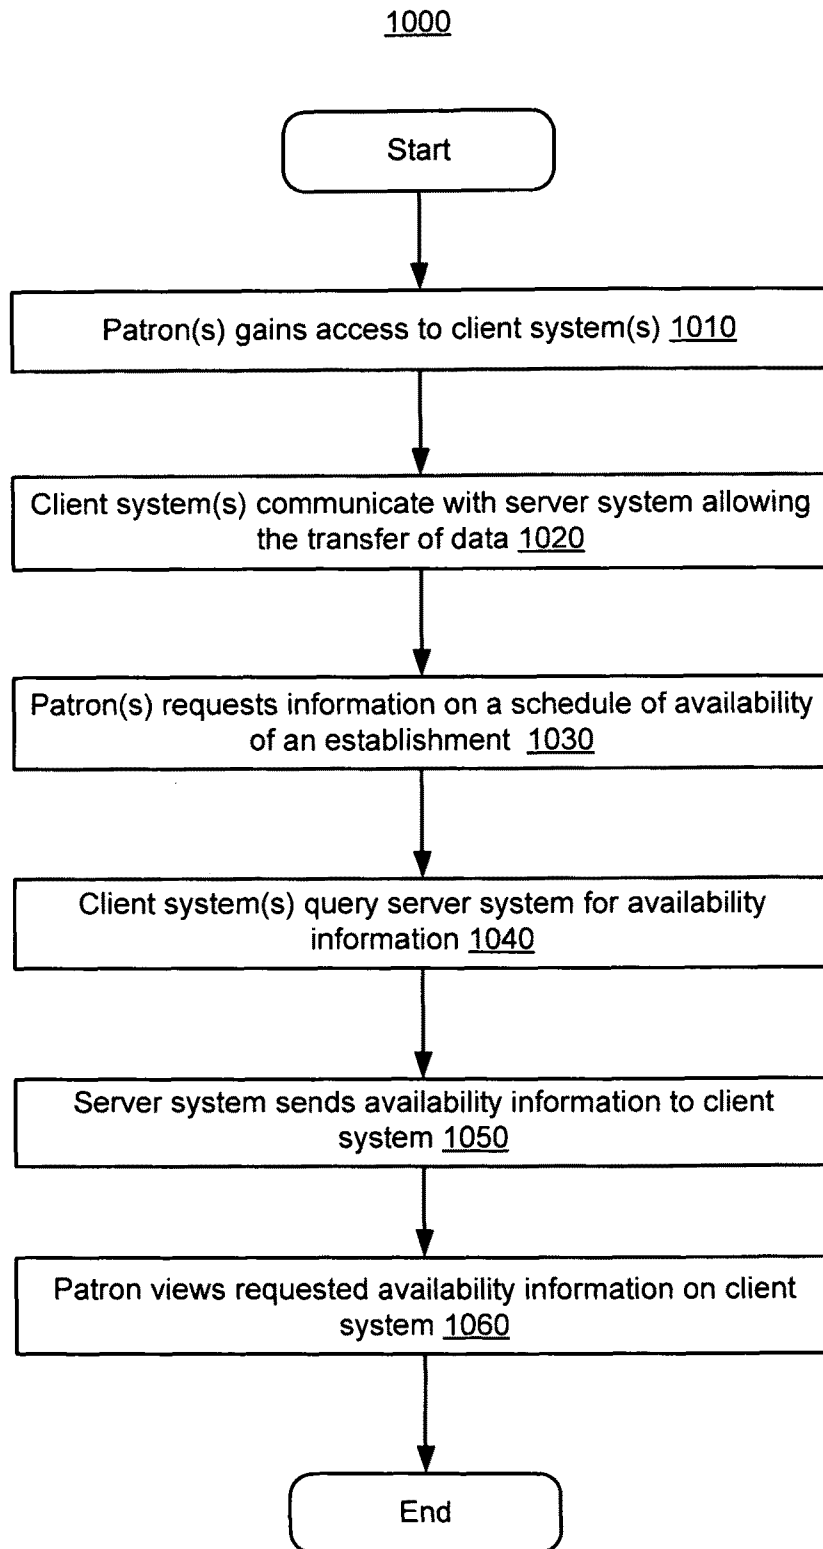 1000
Start
Patron(s) gains access to client system(s) 1010
Client system(s) communicate with server system allowing
the transfer of data 1020
Patron(s) requests information on a schedule of availability
of an establishment 1030
Client system(s) query server system for availability
information 1040
Server system sends availability information to client
system 1050
Patron views requested availability information on client
system 1060
End